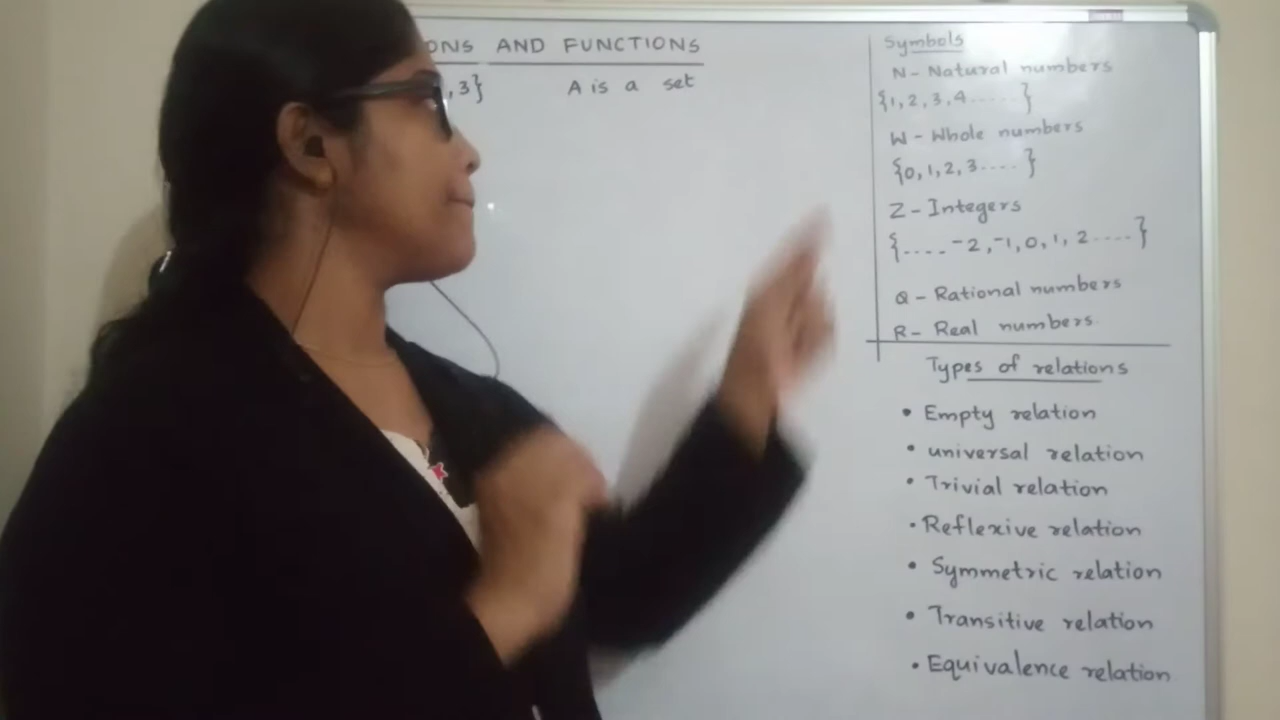 ONS AND FUNCTIONS
,3} A is a set
Symbols
N - Natural numbers
{1, 2, 3, 4 ...... }
W - Whole numbers
{0, 1, 2, 3 .... }
Z - Integers
{ .... -2, -1, 0, 1, 2 ..... }
Q - Rational numbers
R - Real numbers
Types of relations
• Empty relation
• universal relation
• Trivial relation
• Reflexive relation
• Symmetric relation
• Transitive relation
• Equivalence relation